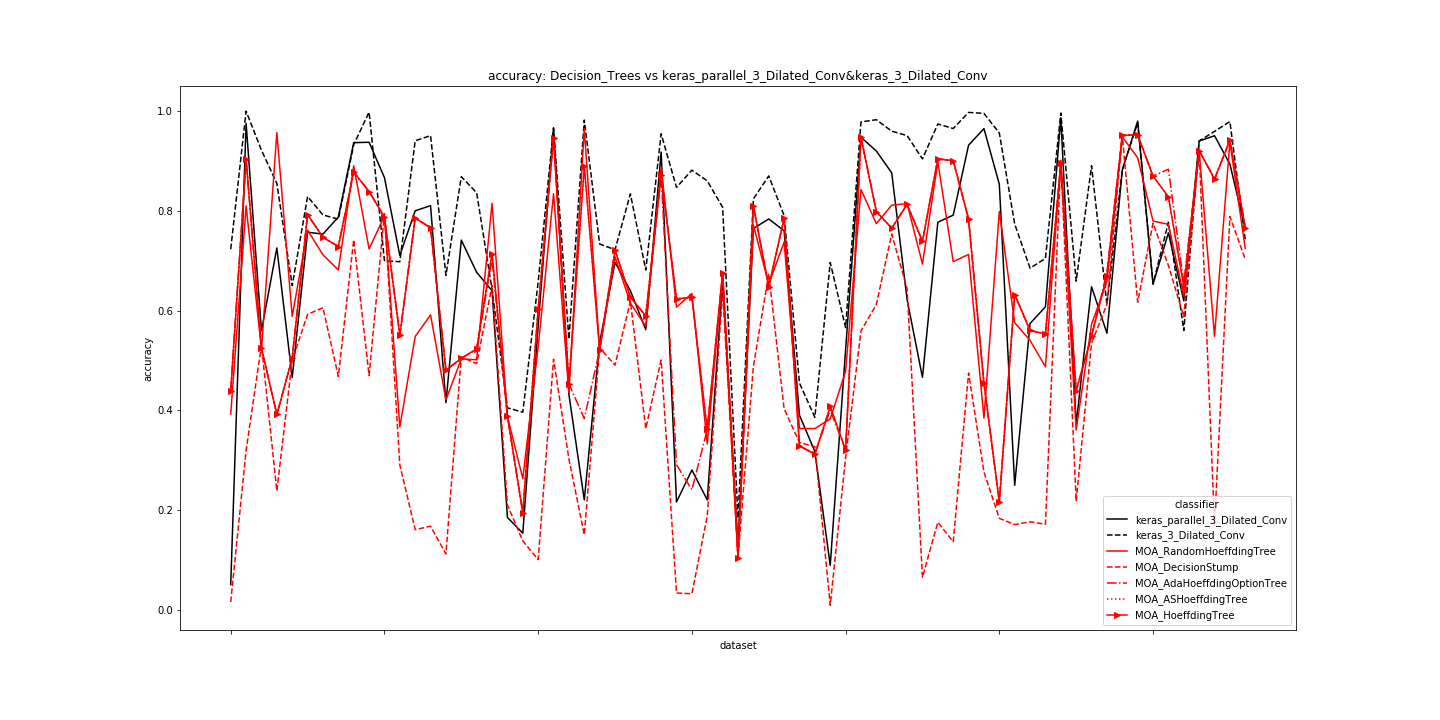 accuracy: Decision_Trees vs keras_parallel_3_Dilated_Conv&keras_3_Dilated_Conv
1.0
0.8
0.6
0.4
0.2
0.0
accuracy
dataset
classifier
keras_parallel_3_Dilated_Conv
keras_3_Dilated_Conv
MOA_RandomHoeffdingTree
MOA_DecisionStump
MOA_AdaHoeffdingOptionTree
MOA_ASHoeffdingTree
MOA_HoeffdingTree